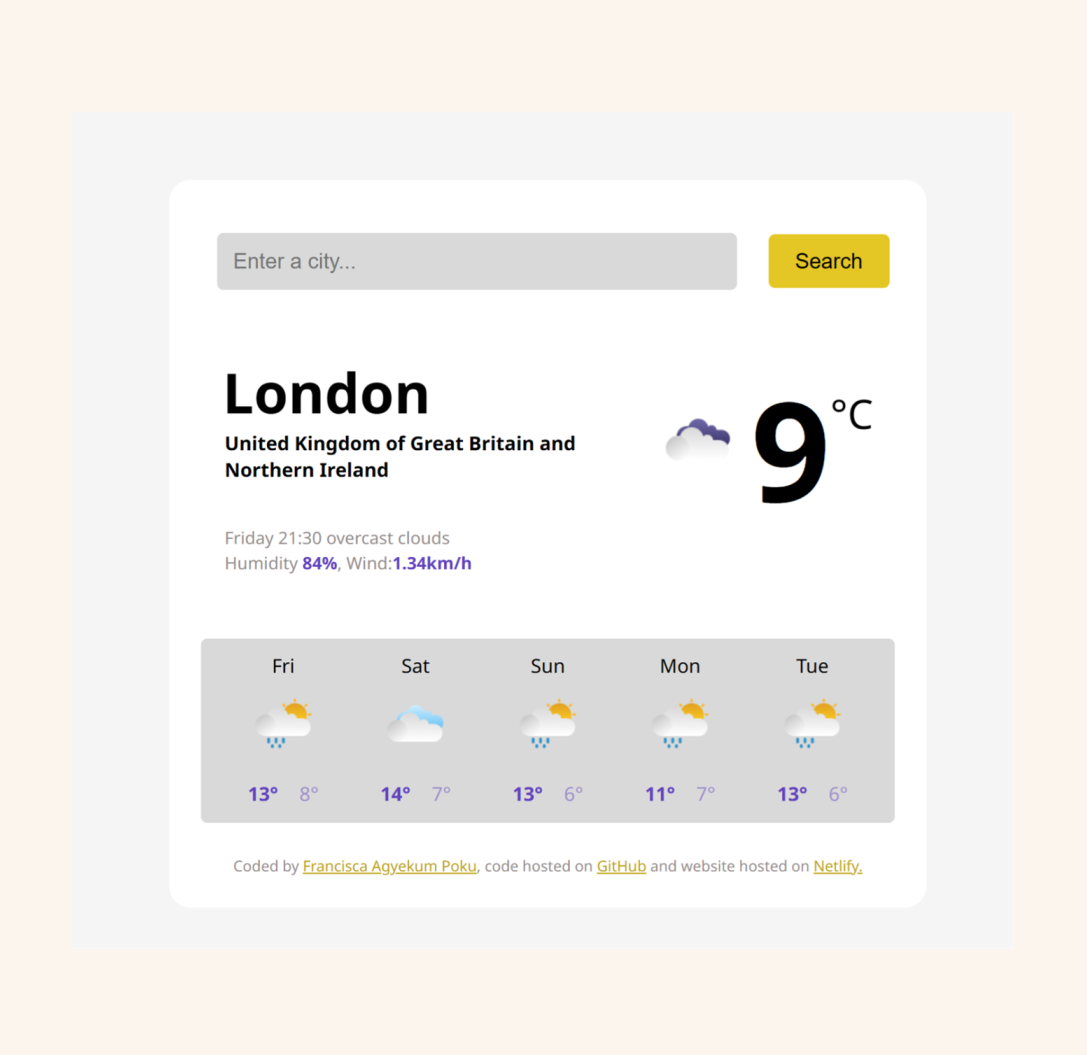 Enter a city...
Search
London
United Kingdom of Great Britain and
Northern Ireland
9°C
Friday 21:30 overcast clouds
Humidity 84%, Wind:1.34km/h
Fri Sat Sun Mon Tue
13° 8° 14° 7° 13° 6° 11° 7° 13° 6°
Coded by Francisca Agyekum Poku, code hosted on GitHub and website hosted on Netlify.